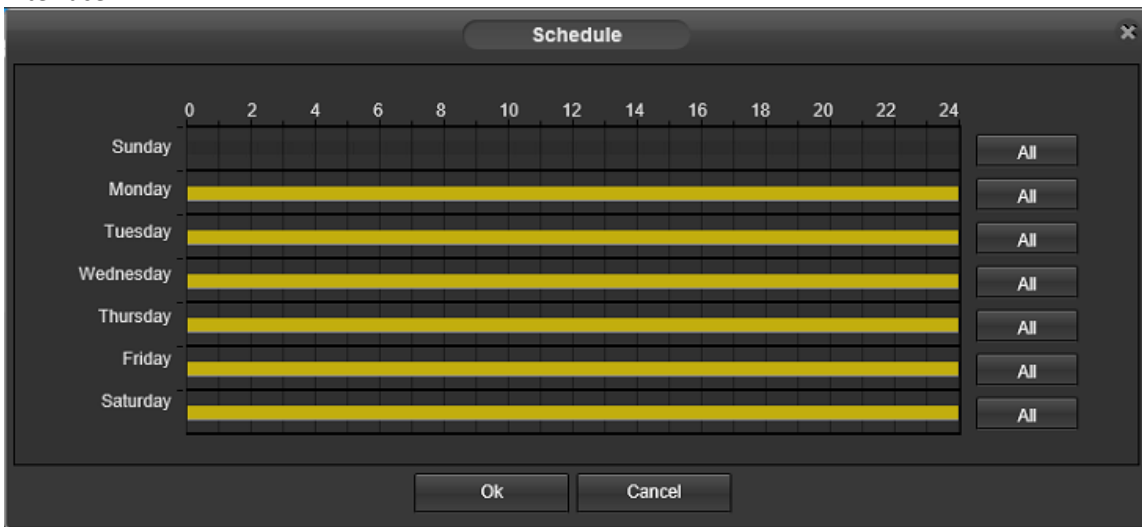 Schedule
0 2 4 6 8 10 12 14 16 18 20 22 24
Sunday All
Monday All
Tuesday All
Wednesday All
Thursday All
Friday All
Saturday All
Ok Cancel